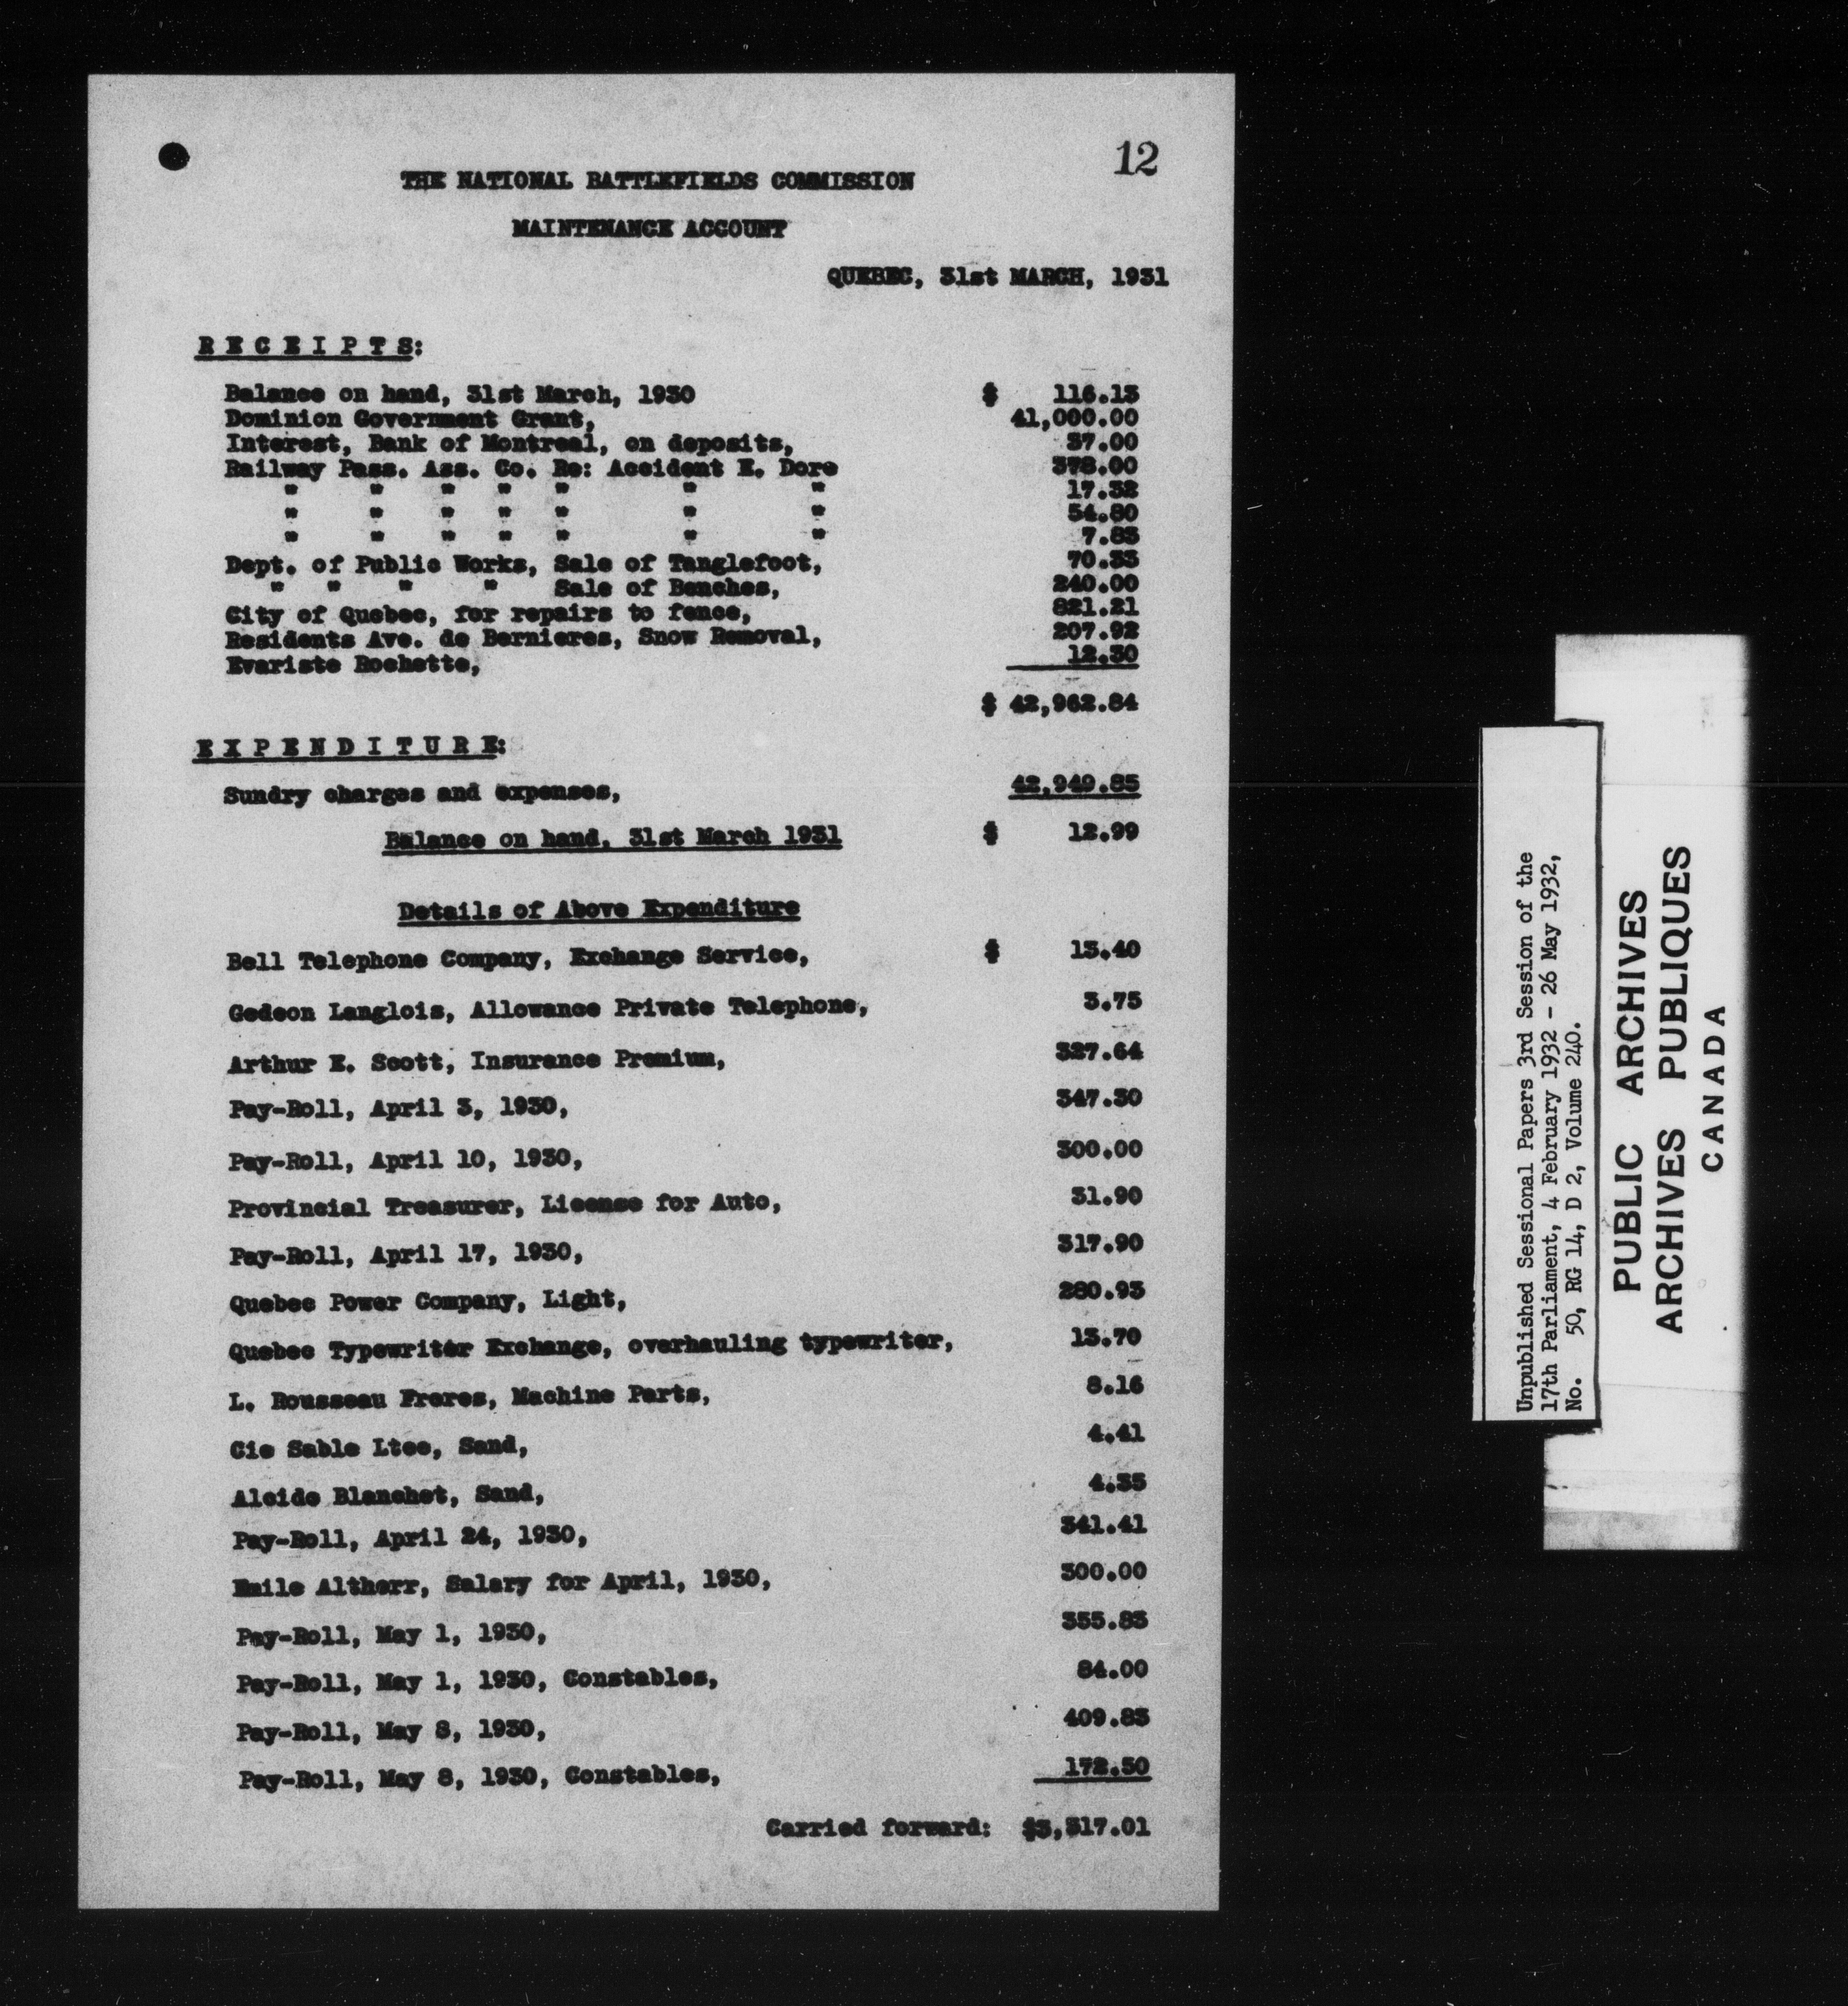 12
THE NATIONAL BATTLEFIELDS COMMISSION
MAINTENANCE ACCOUNT
QUEBEC, 31st MARCH, 1931
R E C E I P T S:
Balance on hand, 31st March, 1930 $ 116.13
Dominion Government Grant, 41,000.00
Interest, Bank of Montreal, on deposits, 37.00
Railway Pass. Ass. Co. Re: Accident E. Dore 378.00
" " " " " " " 17.32
" " " " " " " 54.80
" " " " " " " 7.83
Dept. of Public Works, Sale of Tanglefoot, 70.33
" " " " Sale of Benches, 240.00
City of Quebec, for repairs to fence, 821.21
Residents Ave. de Bernieres, Snow Removal, 207.92
Evariste Rochette, 12.30
$ 42,962.84
E X P E N D I T U R E:
Sundry charges and expenses, 42,949.85
Balance on hand, 31st March 1931 $ 12.99
Details of Above Expenditure
Bell Telephone Company, Exchange Service, $ 13.40
Gedeon Langlois, Allowance Private Telephone, 3.75
Arthur E. Scott, Insurance Premium, 327.64
Pay-Roll, April 3, 1930, 347.30
Pay-Roll, April 10, 1930, 300.00
Provincial Treasurer, License for Auto, 31.90
Pay-Roll, April 17, 1930, 317.90
Quebec Power Company, Light, 280.93
Quebec Typewriter Exchange, overhauling typewriter, 13.70
L. Rousseau Freres, Machine Parts, 8.16
Cie Sable Ltee, Sand, 4.41
Alcide Blanchet, Sand, 4.35
Pay-Roll, April 24, 1930, 341.41
Emile Altherr, Salary for April, 1930, 300.00
Pay-Roll, May 1, 1930, 355.83
Pay-Roll, May 1, 1930, Constables, 84.00
Pay-Roll, May 8, 1930, 409.83
Pay-Roll, May 8, 1930, Constables, 172.50
Carried forward: $3,317.01
Unpublished Sessional Papers 3rd Session of the
17th Parliament, 4 February 1932 - 26 May 1932,
No. 50, RG 14, D 2, Volume 240.
PUBLIC ARCHIVES
ARCHIVES PUBLIQUES
CANADA